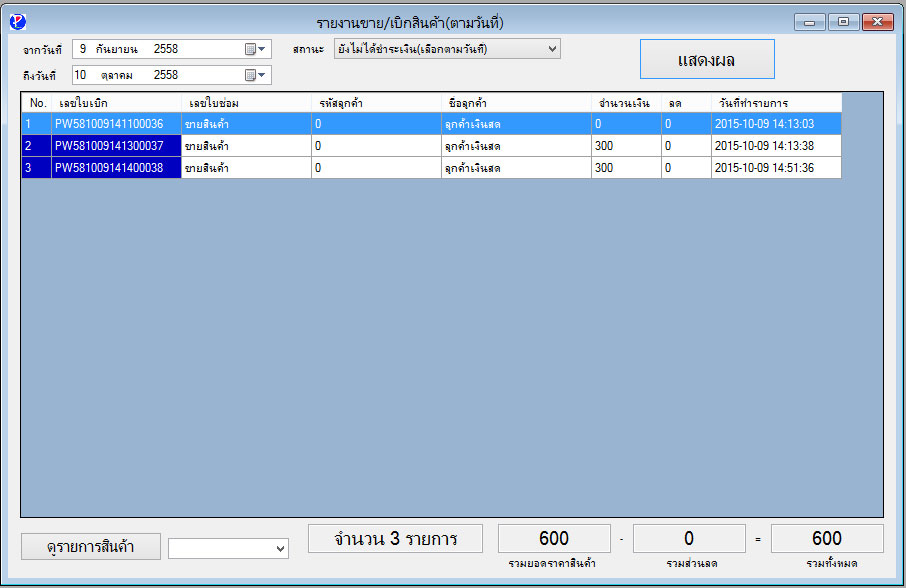 รายงานขาย/เบิกสินค้า(ตามวันที่)
จากวันที่ 9 กันยายน 2558 สถานะ ยังไม่ได้ชำระเงิน(เลือกตามวันที่) แสดงผล
ถึงวันที่ 10 ตุลาคม 2558
No. เลขใบเบิก เลขใบซ่อม รหัสลูกค้า ชื่อลูกค้า จำนวนเงิน ลด วันที่ทำรายการ
1 PW581009141100036 ขายสินค้า 0 ลูกค้าเงินสด 0 0 2015-10-09 14:13:03
2 PW581009141300037 ขายสินค้า 0 ลูกค้าเงินสด 300 0 2015-10-09 14:13:38
3 PW581009141400038 ขายสินค้า 0 ลูกค้าเงินสด 300 0 2015-10-09 14:51:36
ดูรายการสินค้า จำนวน 3 รายการ 600 - 0 = 600
รวมยอดราคาสินค้า รวมส่วนลด รวมทั้งหมด